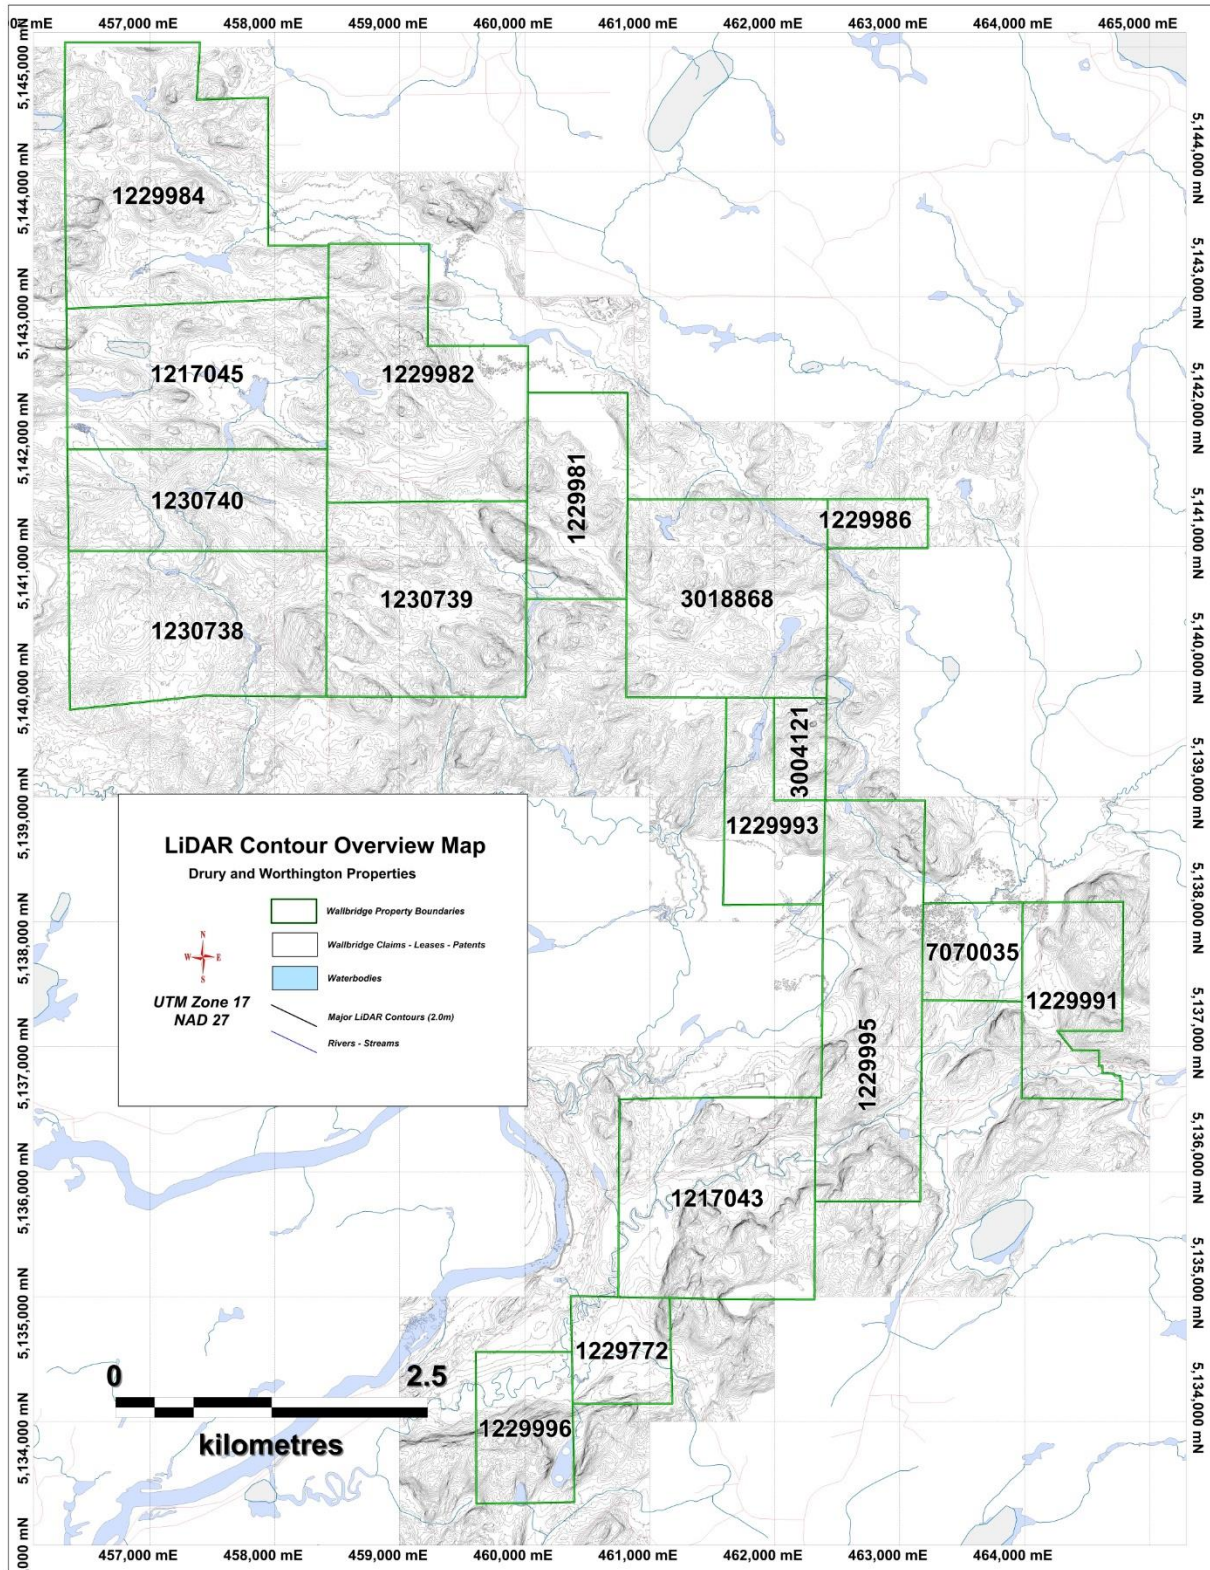 457,000 mE 458,000 mE 459,000 mE 460,000 mE 461,000 mE 462,000 mE 463,000 mE 464,000 mE 465,000 mE
5,145,000 mN
5,144,000 mN
5,143,000 mN
5,142,000 mN
5,141,000 mN
5,140,000 mN
5,139,000 mN
5,138,000 mN
5,137,000 mN
5,136,000 mN
5,135,000 mN
5,134,000 mN
,000 mN
5,144,000 mN
5,143,000 mN
5,142,000 mN
5,141,000 mN
5,140,000 mN
5,139,000 mN
5,138,000 mN
5,137,000 mN
5,136,000 mN
5,135,000 mN
5,134,000 mN
1229984
1217045
1229982
1229981
1230740
1229986
1230739
3018868
1230738
3004121
1229993
7070035
1229991
1229995
1217043
1229772
1229996
LiDAR Contour Overview Map
Drury and Worthington Properties
Wallbridge Property Boundaries
Wallbridge Claims - Leases - Patents
Waterbodies
Major LiDAR Contours (2.0m)
Rivers - Streams
N
W E
S
UTM Zone 17
NAD 27
0 2.5
kilometres
457,000 mE 458,000 mE 459,000 mE 460,000 mE 461,000 mE 462,000 mE 463,000 mE 464,000 mE